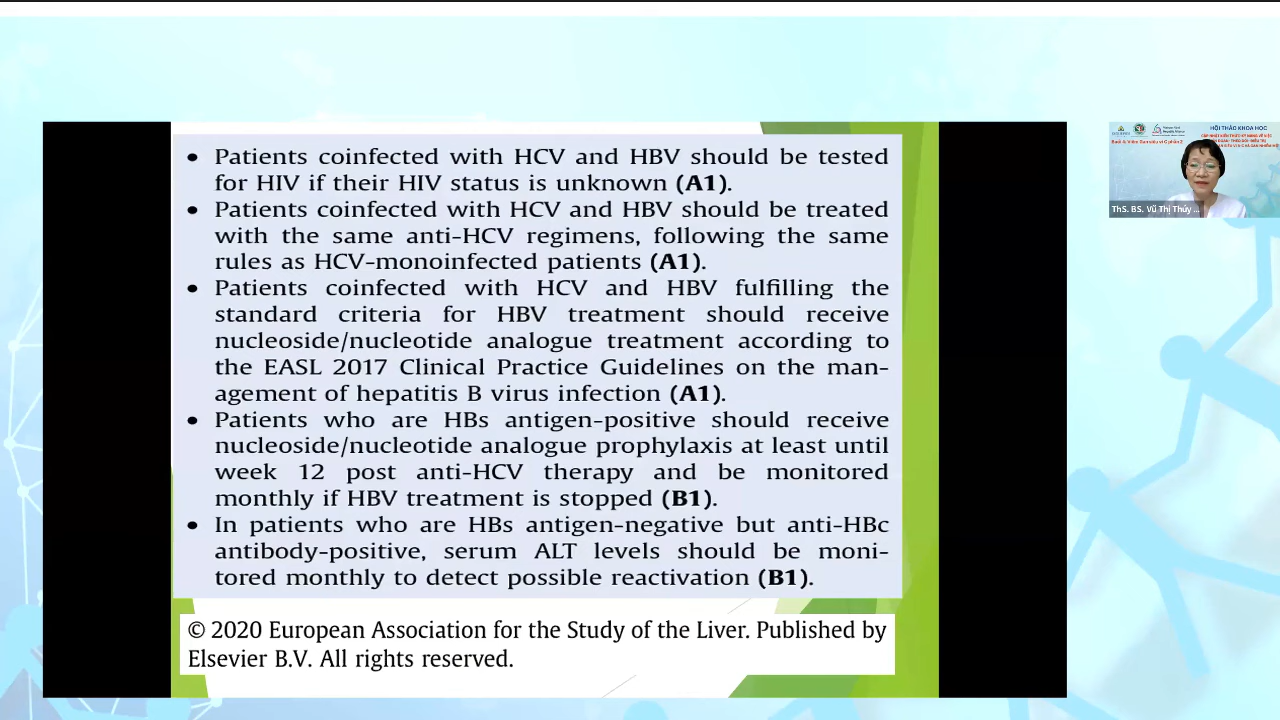 • Patients coinfected with HCV and HBV should be tested
for HIV if their HIV status is unknown (A1).
• Patients coinfected with HCV and HBV should be treated
with the same anti-HCV regimens, following the same
rules as HCV-monoinfected patients (A1).
• Patients coinfected with HCV and HBV fulfilling the
standard criteria for HBV treatment should receive
nucleoside/nucleotide analogue treatment according to
the EASL 2017 Clinical Practice Guidelines on the man-
agement of hepatitis B virus infection (A1).
• Patients who are HBs antigen-positive should receive
nucleoside/nucleotide analogue prophylaxis at least until
week 12 post anti-HCV therapy and be monitored
monthly if HBV treatment is stopped (B1).
• In patients who are HBs antigen-negative but anti-HBc
antibody-positive, serum ALT levels should be moni-
tored monthly to detect possible reactivation (B1).
© 2020 European Association for the Study of the Liver. Published by
Elsevier B.V. All rights reserved.
HỘI THẢO KHOA HỌC
ThS. BS. Vũ Thị Thúy ...